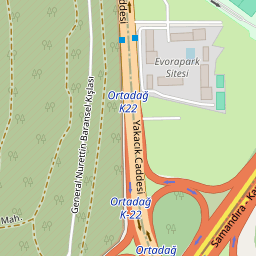 Caddesi
Evorapark
Sitesi
Ortadağ
K22
General Nurettin Baransel Kışlası
Yakacık Caddesi
Ortadağ
K-22
Mah.
Samandıra - Ka
Ortadağ